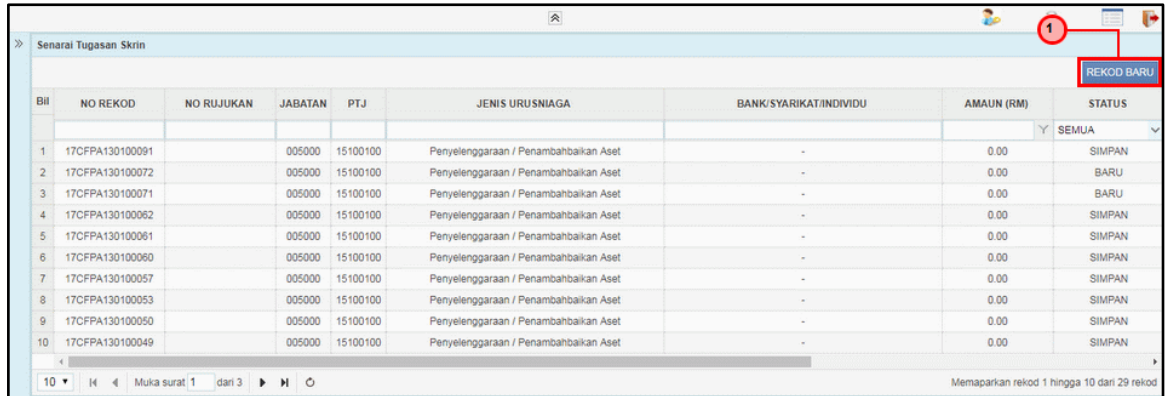 1
Senarai Tugasan Skrin
REKOD BARU
Bil NO REKOD NO RUJUKAN JABATAN PTJ JENIS URUSNIAGA BANK/SYARIKAT/INDIVIDU AMAUN (RM) STATUS
SEMUA
1 17CFPA130100091 005000 15100100 Penyelenggaraan / Penambahbaikan Aset - 0.00 SIMPAN
2 17CFPA130100072 005000 15100100 Penyelenggaraan / Penambahbaikan Aset - 0.00 BARU
3 17CFPA130100071 005000 15100100 Penyelenggaraan / Penambahbaikan Aset - 0.00 BARU
4 17CFPA130100062 005000 15100100 Penyelenggaraan / Penambahbaikan Aset - 0.00 SIMPAN
5 17CFPA130100061 005000 15100100 Penyelenggaraan / Penambahbaikan Aset - 0.00 SIMPAN
6 17CFPA130100060 005000 15100100 Penyelenggaraan / Penambahbaikan Aset - 0.00 SIMPAN
7 17CFPA130100057 005000 15100100 Penyelenggaraan / Penambahbaikan Aset - 0.00 SIMPAN
8 17CFPA130100053 005000 15100100 Penyelenggaraan / Penambahbaikan Aset - 0.00 SIMPAN
9 17CFPA130100050 005000 15100100 Penyelenggaraan / Penambahbaikan Aset - 0.00 SIMPAN
10 17CFPA130100049 005000 15100100 Penyelenggaraan / Penambahbaikan Aset - 0.00 SIMPAN
10 Muka surat 1 dari 3 Memaparkan rekod 1 hingga 10 dari 29 rekod